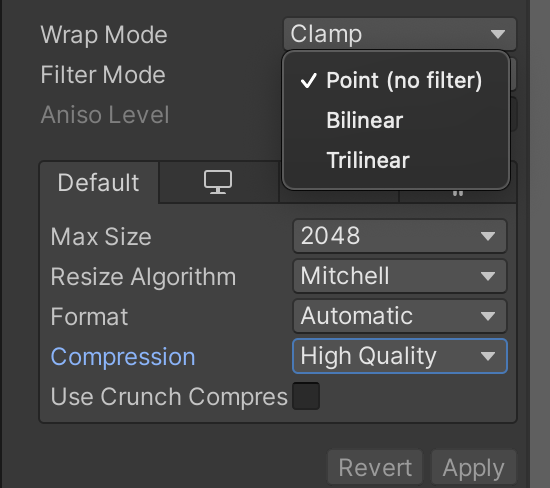 Wrap Mode Clamp
Filter Mode
Point (no filter)
Bilinear
Aniso Level
Trilinear
Default
Max Size 2048
Resize Algorithm Mitchell
Format Automatic
Compression High Quality
Use Crunch Compres
Revert Apply